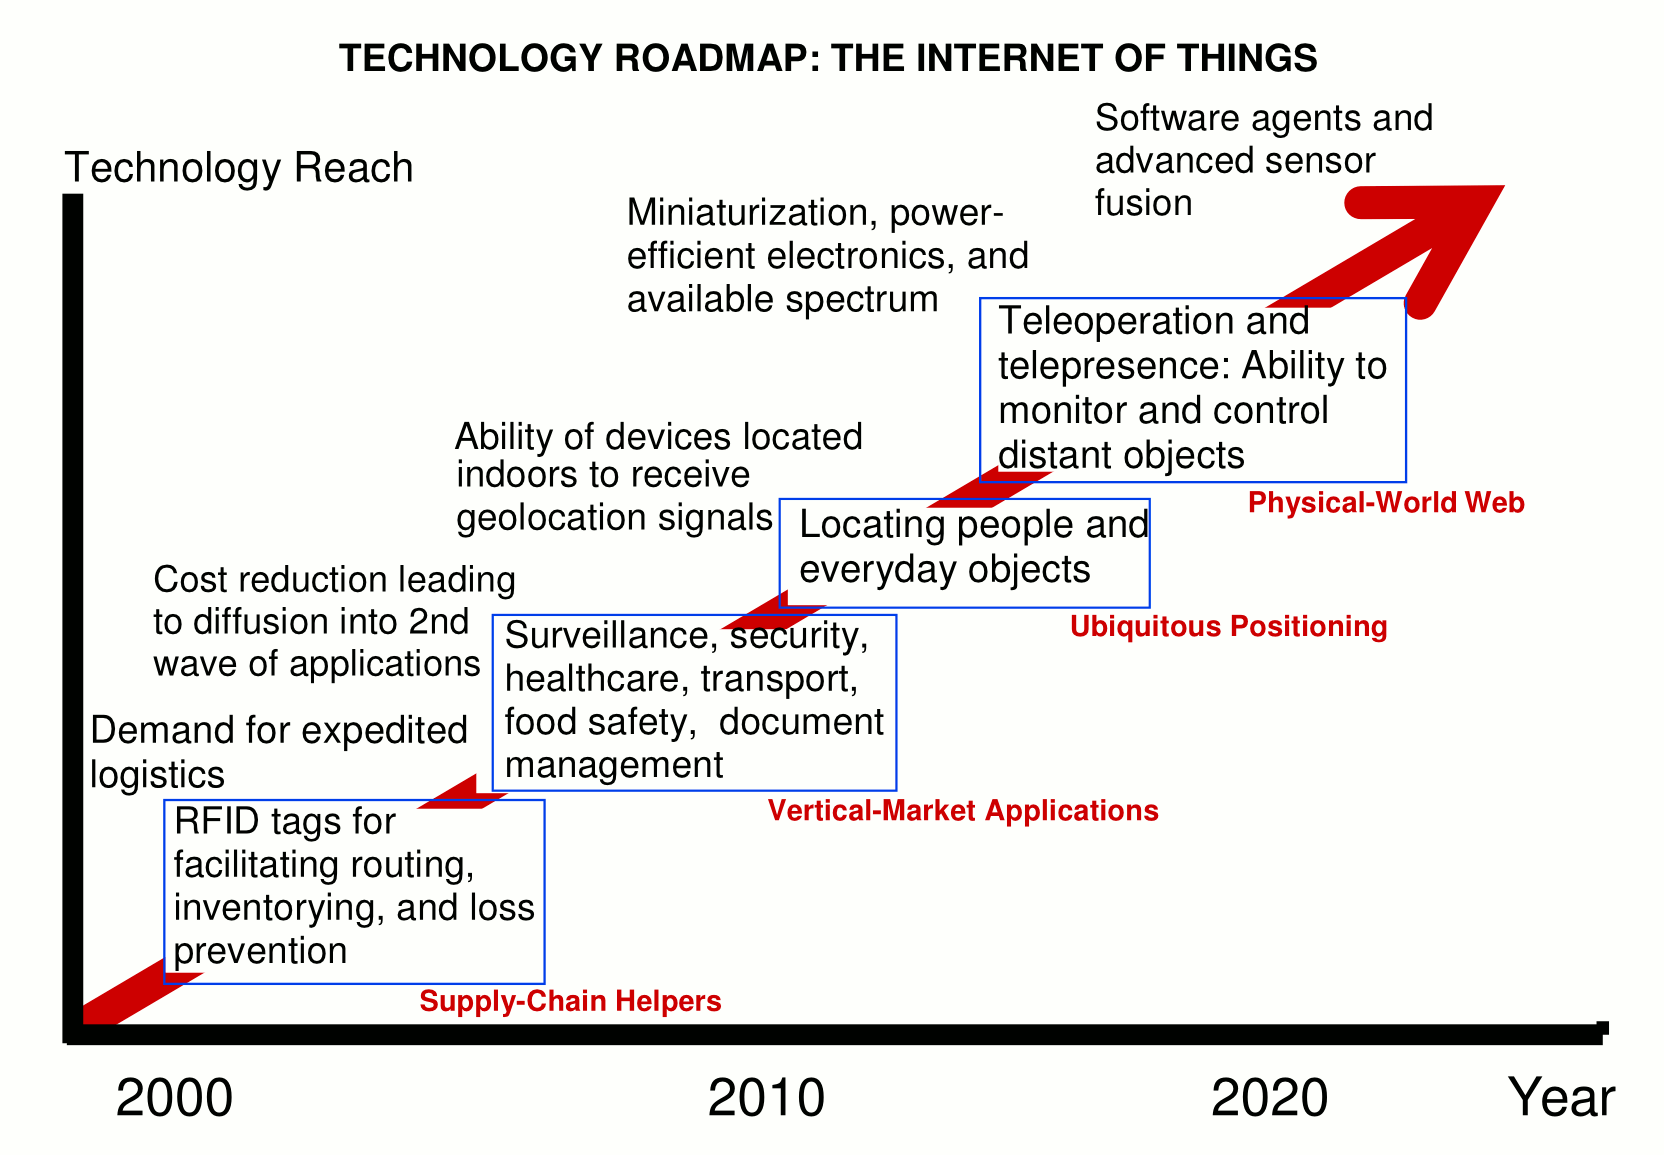 TECHNOLOGY ROADMAP: THE INTERNET OF THINGS
Software agents and
advanced sensor
fusion
Technology Reach
Miniaturization, power-
efficient electronics, and
available spectrum
Teleoperation and
telepresence: Ability to
monitor and control
distant objects
Physical-World Web
Ability of devices located
indoors to receive
geolocation signals
Locating people and
everyday objects
Ubiquitous Positioning
Cost reduction leading
to diffusion into 2nd
wave of applications
Surveillance, security,
healthcare, transport,
food safety,  document
management
Vertical-Market Applications
Demand for expedited
logistics
RFID tags for
facilitating routing,
inventorying, and loss
prevention
Supply-Chain Helpers
2000 2010 2020 Year